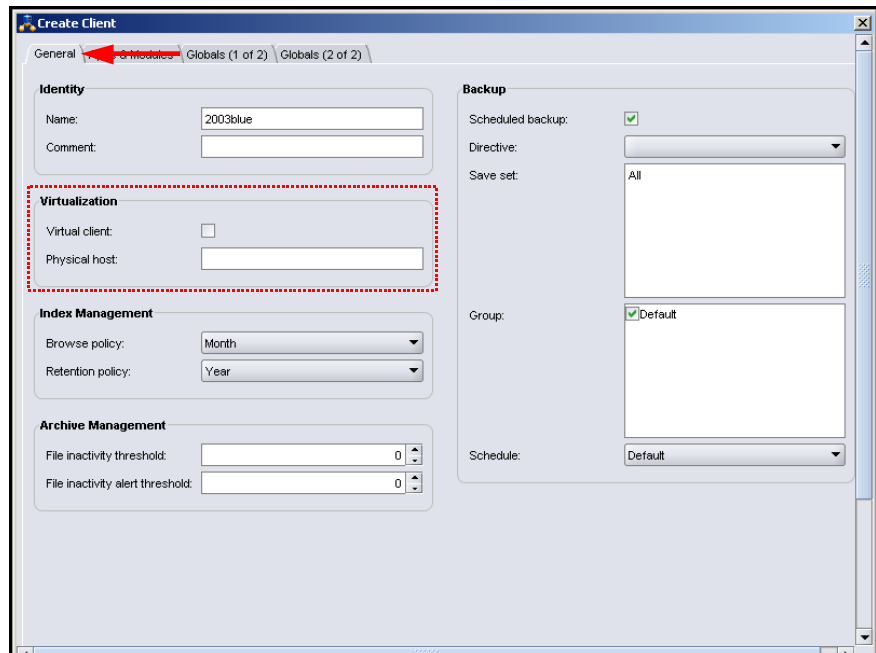 Create Client
General
& Modules
Globals (1 of 2)
Globals (2 of 2)
Identity
Name:
2003blue
Comment:
Virtualization
Virtual client:
Physical host:
Index Management
Browse policy:
Month
Retention policy:
Year
Archive Management
File inactivity threshold:
0
File inactivity alert threshold:
0
Backup
Scheduled backup:
Directive:
Save set:
All
Group:
Default
Schedule:
Default